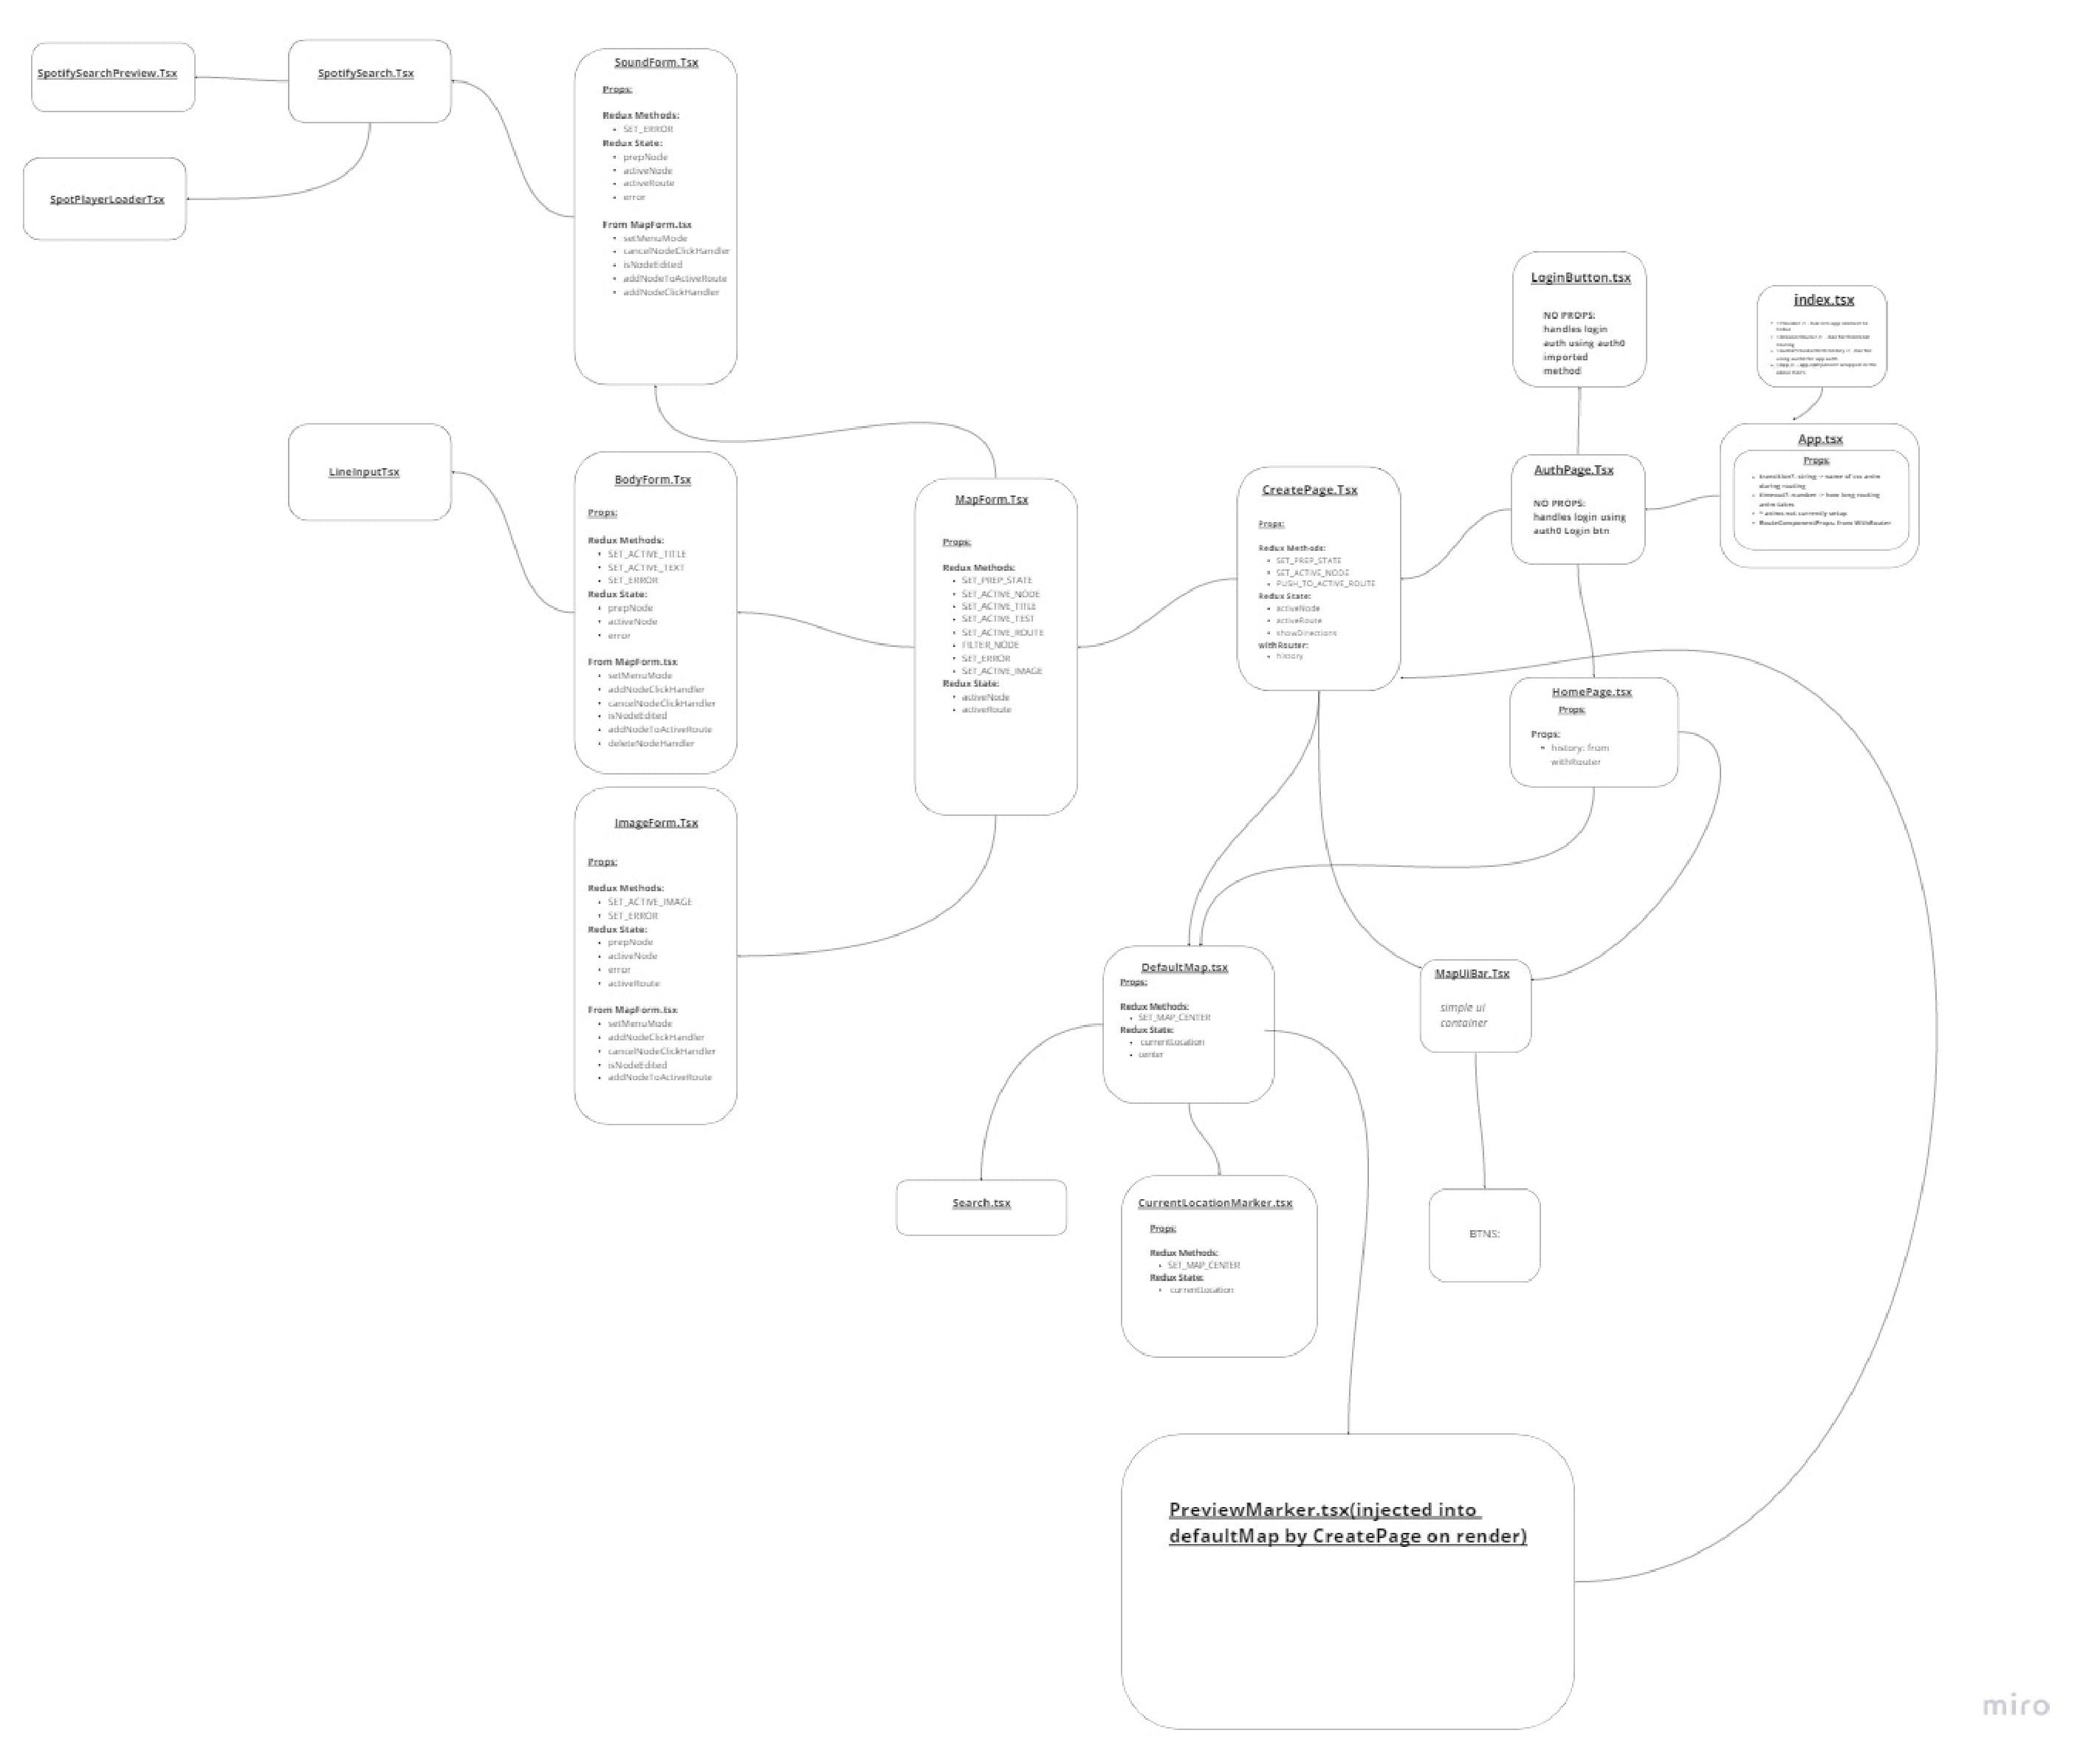 SpotifySearchPreview.Tsx
SpotifySearch.Tsx
SpotPlayerLoaderTsx
SoundForm.Tsx
Props:
Redux Methods:
SET_ERROR
Redux State:
prepNode
activeNode
activeRoute
error
From MapForm.tsx
setMenuMode
cancelNodeClickHandler
isNodeEdited
addNodeToActiveRoute
addNodeClickHandler
LoginButton.tsx
NO PROPS:
handles login
auth using auth0
imported
method
index.tsx
App.tsx
Props:
transition?: string -> name of css anim
during routing
timeout?: number -> how long routing
anim takes
^ anims not currently setup
RouteComponentProps: from WithRouter
AuthPage.Tsx
NO PROPS:
handles login using
auth0 Login btn
LineInputTsx
BodyForm.Tsx
Props:
Redux Methods:
SET_ACTIVE_TITLE
SET_ACTIVE_TEXT
SET_ERROR
Redux State:
prepNode
activeNode
error
From MapForm.tsx
setMenuMode
addNodeClickHandler
cancelNodeClickHandler
isNodeEdited
addNodeToActiveRoute
deleteNodeHandler
MapForm.Tsx
Props:
Redux Methods:
SET_PREP_STATE
SET_ACTIVE_NODE
SET_ACTIVE_TITLE
SET_ACTIVE_TEST
SET_ACTIVE_ROUTE
FILTER_NODE
SET_ERROR
SET_ACTIVE_IMAGE
Redux State:
activeNode
activeRoute
CreatePage.Tsx
Props:
Redux Methods:
SET_PREP_STATE
SET_ACTIVE_NODE
PUSH_TO_ACTIVE_ROUTE
Redux State:
activeNode
activeRoute
showDirections
withRouter:
history
HomePage.tsx
Props:
Props:
history: from
withRouter
ImageForm.Tsx
Props:
Redux Methods:
SET_ACTIVE_IMAGE
SET_ERROR
Redux State:
prepNode
activeNode
error
activeRoute
From MapForm.tsx
setMenuMode
addNodeClickHandler
cancelNodeClickHandler
isNodeEdited
addNodeToActiveRoute
DefaultMap.tsx
Props:
Redux Methods:
SET_MAP_CENTER
Redux State:
currentLocation
center
MapUiBar.Tsx
simple ui
container
Search.tsx
CurrentLocationMarker.tsx
Props:
Redux Methods:
SET_MAP_CENTER
Redux State:
currentLocation
BTNS:
PreviewMarker.tsx(injected into
defaultMap by CreatePage on render)
miro